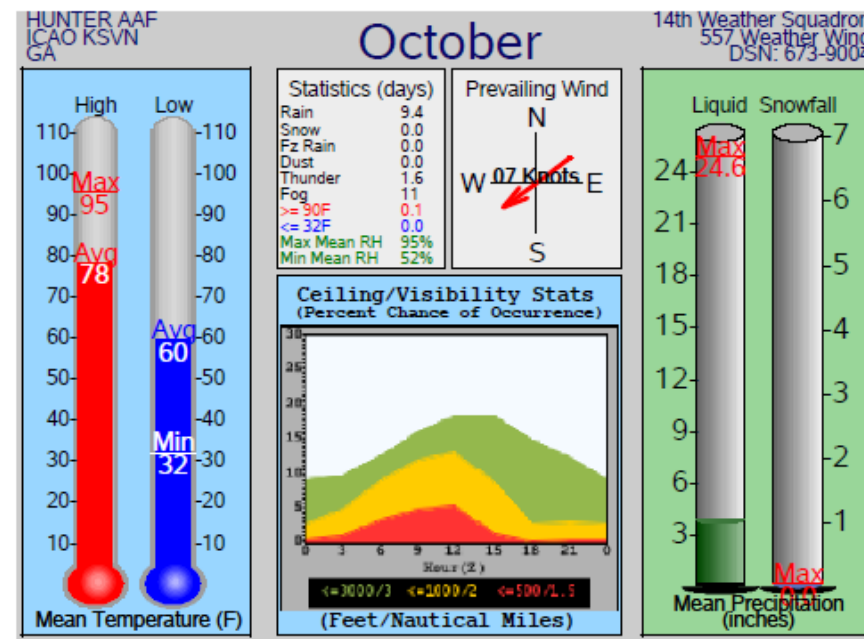 HUNTER AAF
ICAO KSVN
GA
October
14th Weather Squadron
557 Weather Wing
DSN: 673-9004
High Low
110- -110
100- -100
Max
95
90- -90
80- -80
Avg
78
70- -70
Avg
60- -60
60
50- -50
40- -40
Min
32
30- -30
20- -20
10- -10
Mean Temperature (F)
Statistics (days)
Rain 9.4
Snow 0.0
Fz Rain 0.0
Dust 0.0
Thunder 1.6
Fog 11
>= 90F 0.1
<= 32F 0.0
Max Mean RH 95%
Min Mean RH 52%
Prevailing Wind
N
W 07 Knots E
S
Ceiling/Visibility Stats
(Percent Chance of Occurrence)
30
25
20
15
10
5
0
0 3 6 9 12 15 18 21 0
Hour(Z)
<=3000/3 <=1000/2 <=500/1.5
(Feet/Nautical Miles)
Liquid Snowfall
Max
24.6
24-
21-
18-
15-
12-
9-
6-
3-
-7
-6
-5
-4
-3
-2
-1
Max
0.0
Mean Precipitation
(inches)